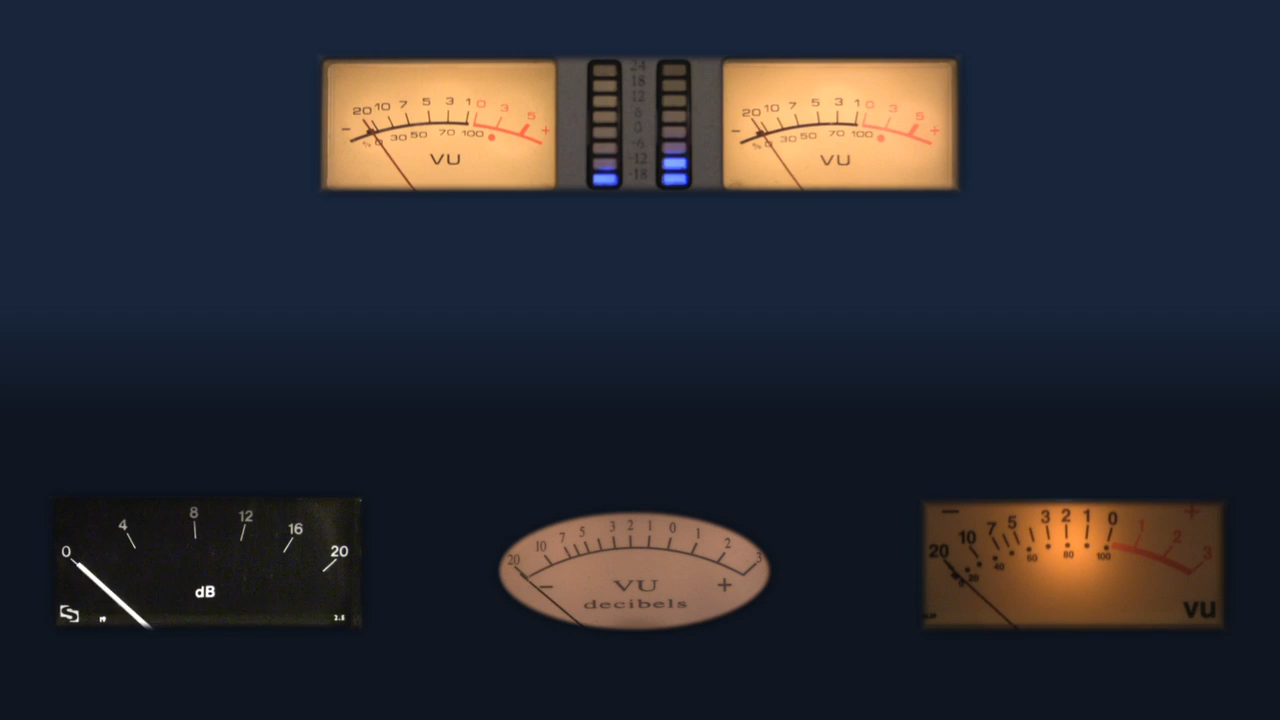 20 10 7 5 3 1 0 3 5
- % 0 30 50 70 100 +
VU
24
18
12
6
0
-6
-12
-18
20 10 7 5 3 1 0 3 5
- % 0 30 50 70 100 +
VU
0 4 8 12 16 20
dB
2.5
20 10 7 5 3 2 1 0 1 2 3
- +
VU
decibels
- +
20 10 7 5 3 2 1 0 1 2 3
20 40 60 80 100
vu